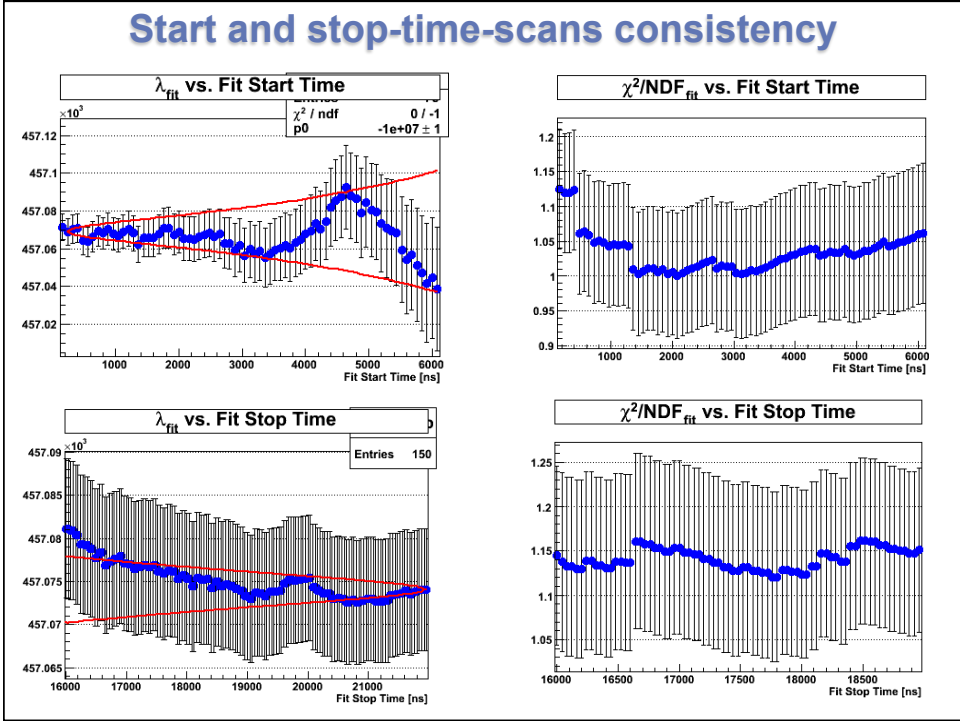 Start and stop-time-scans consistency
λfit vs. Fit Start Time
χ²/ndf 0 / -1
p0 -1e+07 ± 1
×10³
457.12
457.1
457.08
457.06
457.04
457.02
1000 2000 3000 4000 5000 6000
Fit Start Time [ns]
χ²/NDFfit vs. Fit Start Time
1.2
1.15
1.1
1.05
1
0.95
0.9
1000 2000 3000 4000 5000 6000
Fit Start Time [ns]
λfit vs. Fit Stop Time
Entries 150
×10³
457.09
457.085
457.08
457.075
457.07
457.065
16000 17000 18000 19000 20000 21000
Fit Stop Time [ns]
χ²/NDFfit vs. Fit Stop Time
1.25
1.2
1.15
1.1
1.05
16000 16500 17000 17500 18000 18500
Fit Stop Time [ns]